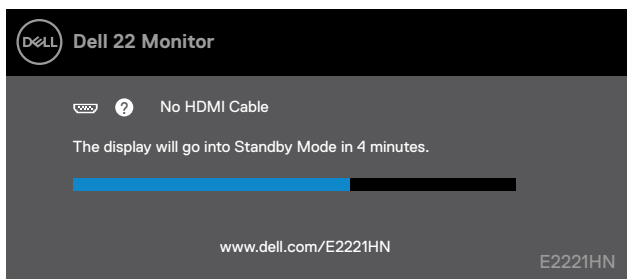 DELL
Dell 22 Monitor
? No HDMI Cable
The display will go into Standby Mode in 4 minutes.
www.dell.com/E2221HN
E2221HN